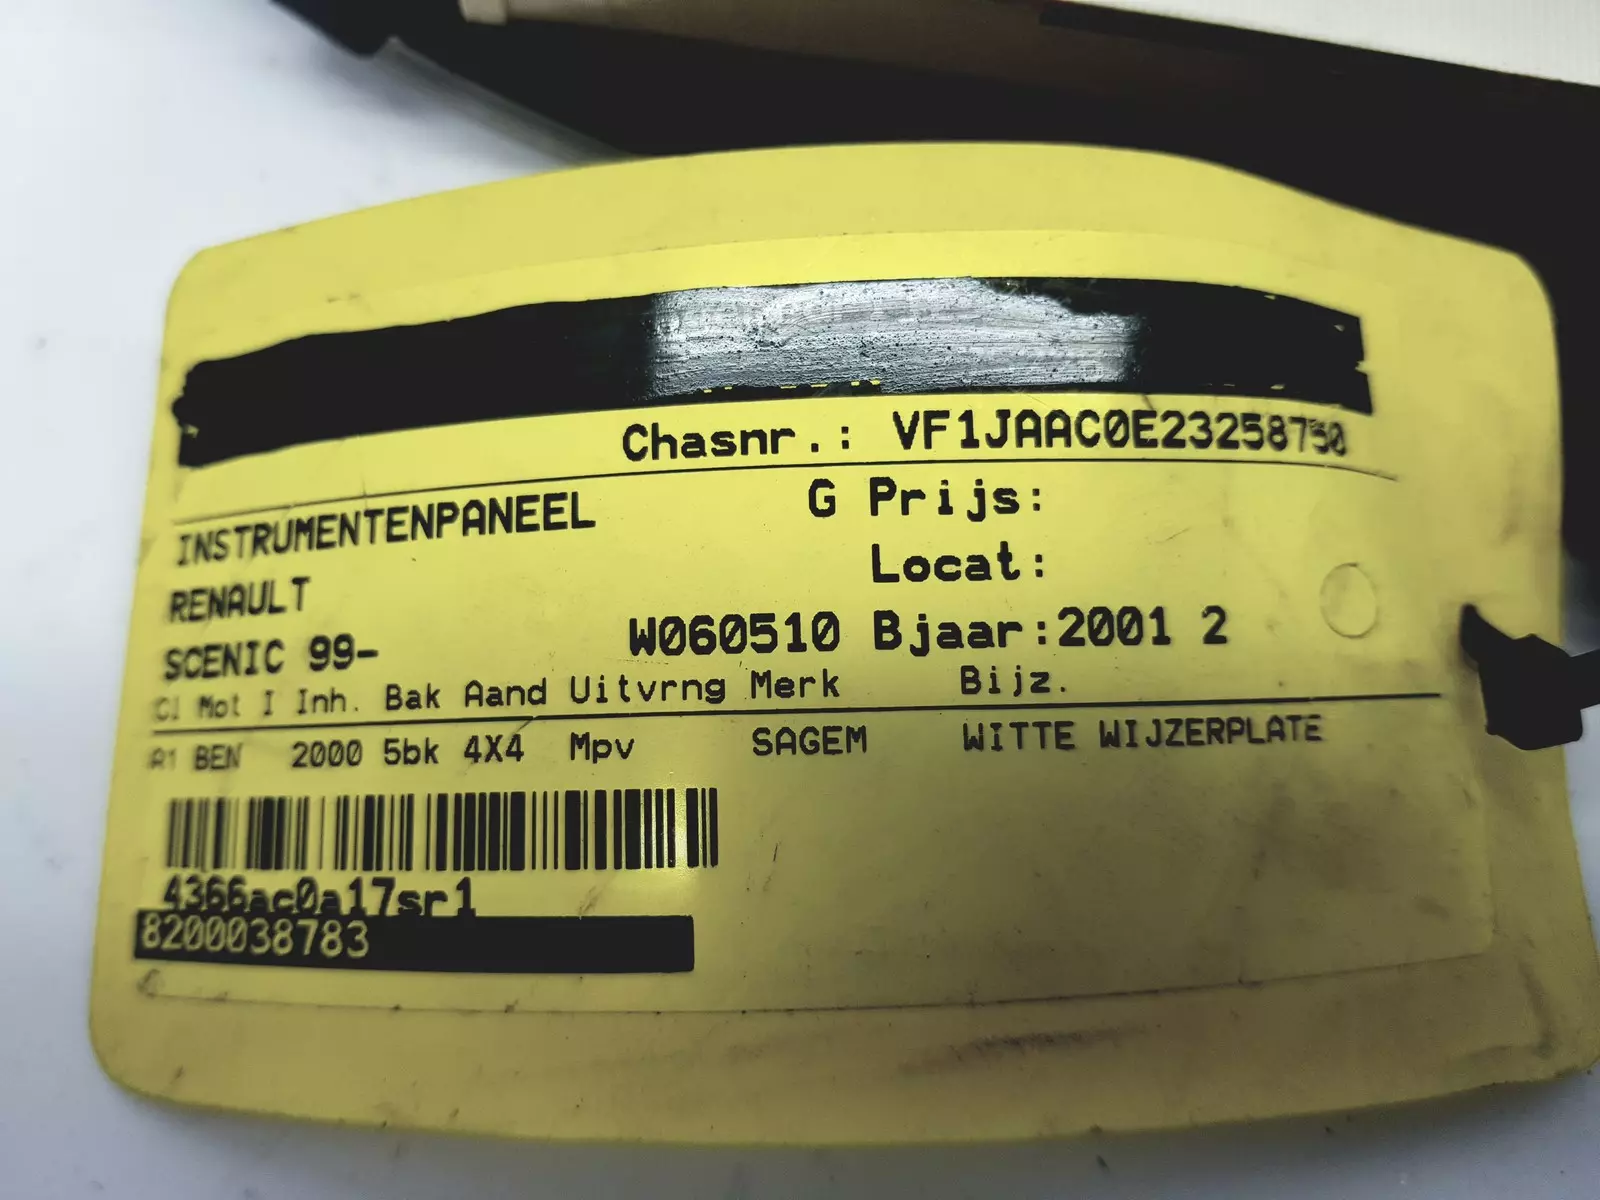 Chasnr.: VF1JAAC0E23258750
INSTRUMENTENPANEEL G Prijs:
RENAULT Locat:
SCENIC 99- W060510 Bjaar:2001 2
Cl Mot I Inh. Bak Aand Uitvrng Merk Bijz.
A1 BEN 2000 5bk 4X4 Mpv SAGEM WITTE WIJZERPLATE
4366ac0a17sr1
8200038783